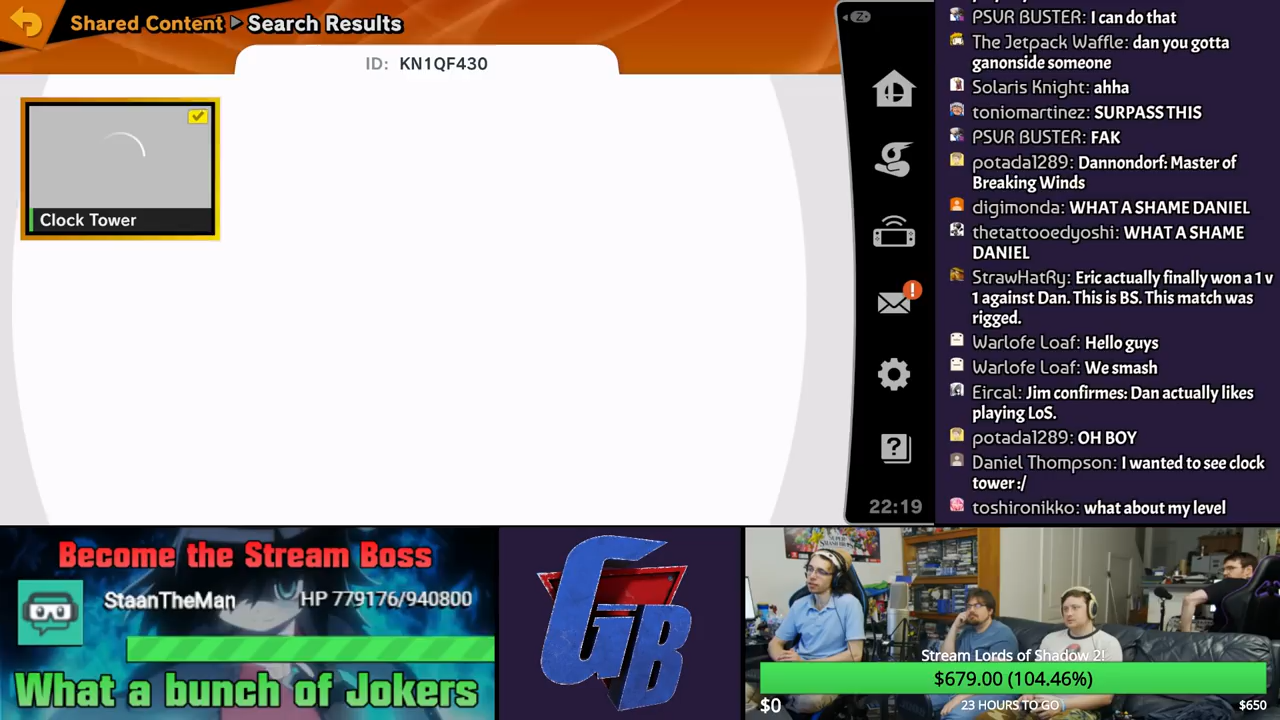 Shared Content ▶ Search Results
ID: KN1QF430
Clock Tower
22:19
PSVR BUSTER: I can do that
The Jetpack Waffle: dan you gotta
ganonside someone
Solaris Knight: ahha
toniomartinez: SURPASS THIS
PSVR BUSTER: FAK
potada1289: Dannondorf: Master of
Breaking Winds
digimonda: WHAT A SHAME DANIEL
thetattooedyoshi: WHAT A SHAME
DANIEL
StrawHatRy: Eric actually finally won a 1 v
1 against Dan. This is BS. This match was
rigged.
Warlofe Loaf: Hello guys
Warlofe Loaf: We smash
Eircal: Jim confirmes: Dan actually likes
playing LoS.
potada1289: OH BOY
Daniel Thompson: I wanted to see clock
tower :/
toshironikko: what about my level
Become the Stream Boss
StaanTheMan
HP 779176/940800
What a bunch of Jokers
GB
Stream Lords of Shadow 2!
$679.00 (104.46%)
$0
23 HOURS TO GO
$650